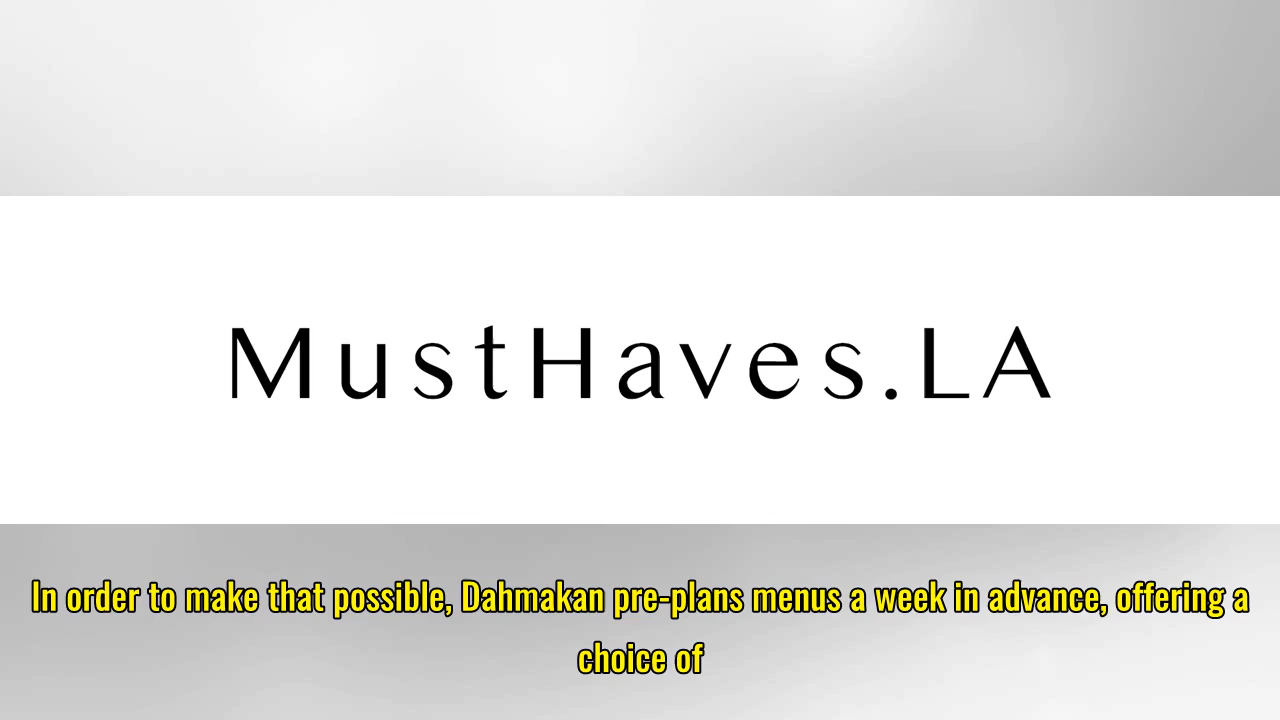 MustHaves.LA
In order to make that possible, Dahmakan pre-plans menus a week in advance, offering a
choice of